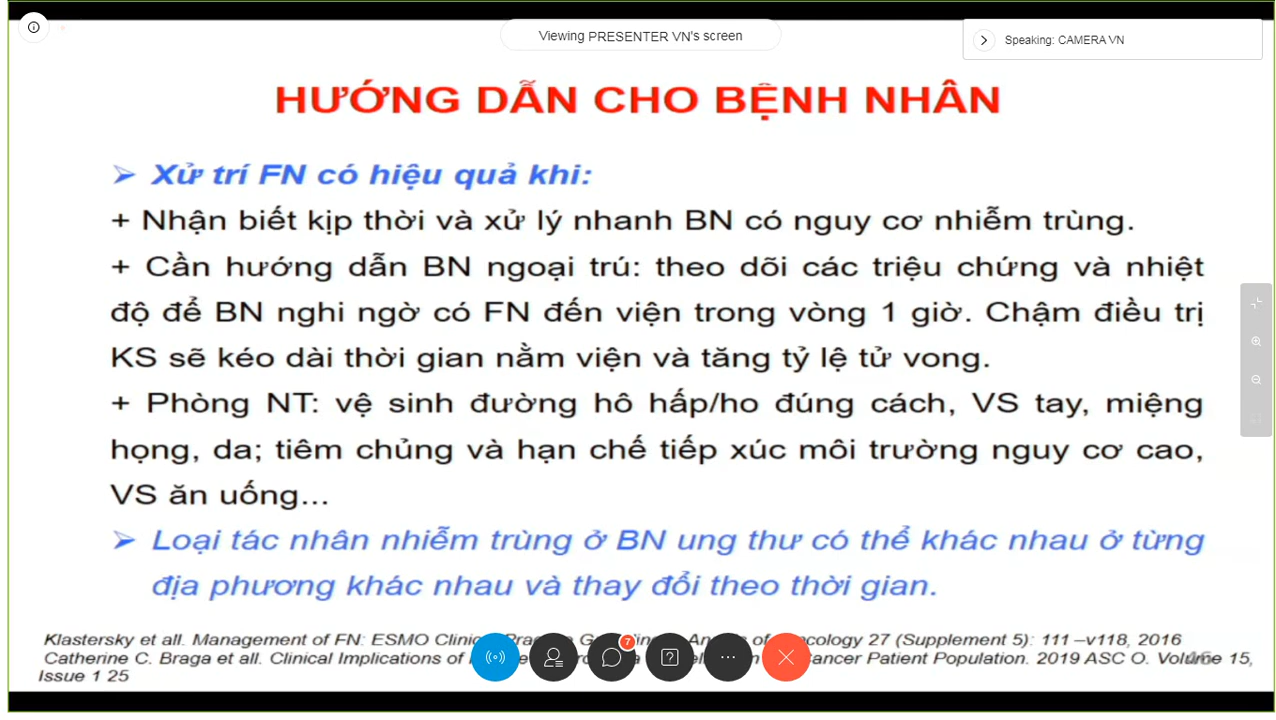 Viewing PRESENTER VN's screen
Speaking: CAMERA VN
HƯỚNG DẪN CHO BỆNH NHÂN
Xử trí FN có hiệu quả khi:
+ Nhận biết kịp thời và xử lý nhanh BN có nguy cơ nhiễm trùng.
+ Cần hướng dẫn BN ngoại trú: theo dõi các triệu chứng và nhiệt
độ để BN nghi ngờ có FN đến viện trong vòng 1 giờ. Chậm điều trị
KS sẽ kéo dài thời gian nằm viện và tăng tỷ lệ tử vong.
+ Phòng NT: vệ sinh đường hô hấp/ho đúng cách, VS tay, miệng
họng, da; tiêm chủng và hạn chế tiếp xúc môi trường nguy cơ cao,
VS ăn uống...
Loại tác nhân nhiễm trùng ở BN ung thư có thể khác nhau ở từng
địa phương khác nhau và thay đổi theo thời gian.
Klastersky et all. Management of FN: ESMO 27 (Supplement 5): 111 –v118, 2016
7
Catherine C. Braga et all. Clinical Implications of Cancer Patient Population. 2019 ASC O. Volume 15,
Issue 1 25